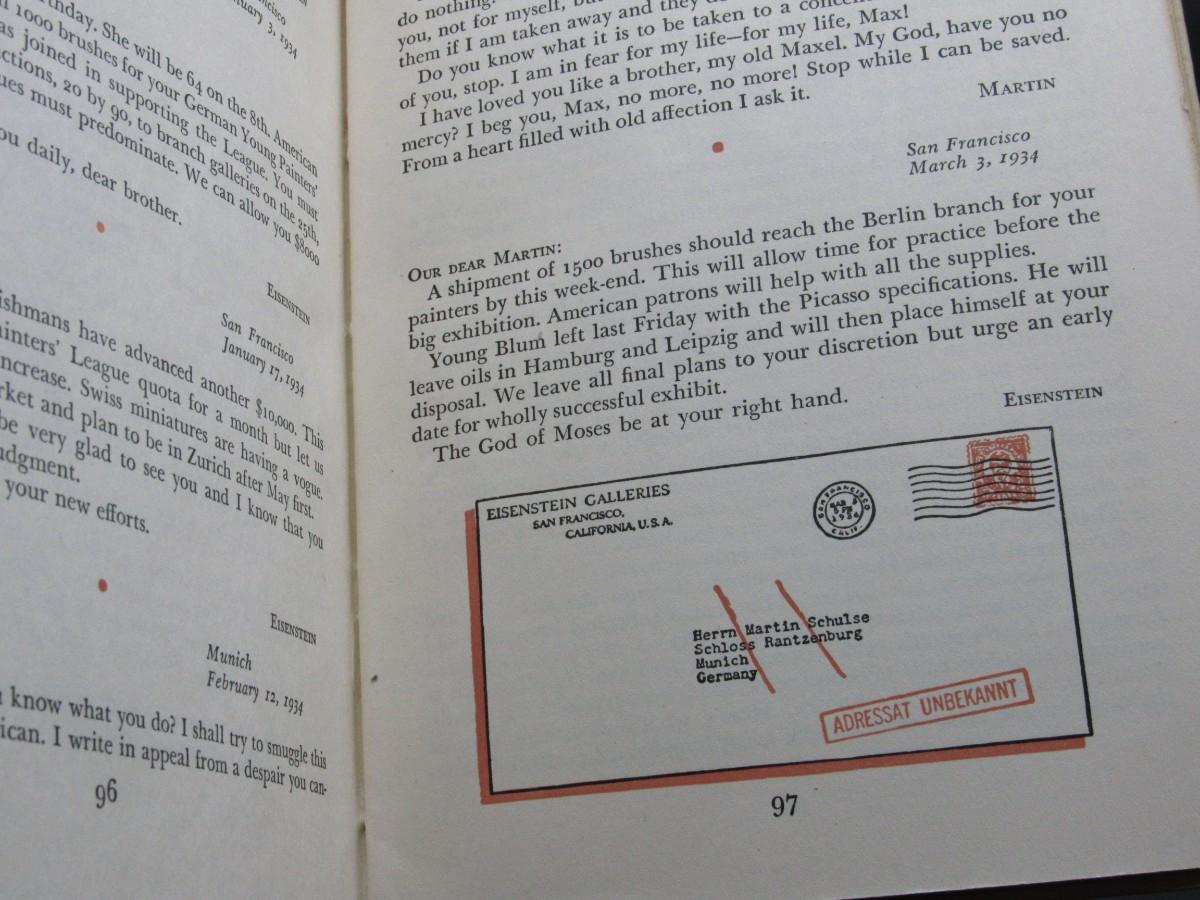 thday. She will be 64 on the 8th. American
1000 brushes for your German Young Painters'
as joined in supporting the League. You must
ctions, 20 by 90, to branch galleries on the 25th,
ues must predominate. We can allow you $8000
ou daily, dear brother.
EISENSTEIN
San Francisco
January 17, 1934
ishmans have advanced another $10,000. This
ainters' League quota for a month but let us
ncrease. Swiss miniatures are having a vogue.
rket and plan to be in Zurich after May first.
be very glad to see you and I know that you
dgment.
your new efforts.
EISENSTEIN
Munich
February 12, 1934
know what you do? I shall try to smuggle this
ican. I write in appeal from a despair you can-
96
do nothing.
you, not for myself,
them if I am taken away and they
Do you know what it is to be taken to a
of you, stop. I am in fear for my life—for my life, Max!
I have loved you like a brother, my old Maxel. My God, have you no
mercy? I beg you, Max, no more, no more! Stop while I can be saved.
From a heart filled with old affection I ask it.
MARTIN
San Francisco
March 3, 1934
OUR DEAR MARTIN:
A shipment of 1500 brushes should reach the Berlin branch for your
painters by this week-end. This will allow time for practice before the
big exhibition. American patrons will help with all the supplies.
Young Blum left last Friday with the Picasso specifications. He will
leave oils in Hamburg and Leipzig and will then place himself at your
disposal. We leave all final plans to your discretion but urge an early
date for wholly successful exhibit.
The God of Moses be at your right hand.
EISENSTEIN
EISENSTEIN GALLERIES
SAN FRANCISCO,
CALIFORNIA, U.S.A.
SAN FRANCISCO
MAR 3
5 PM
1934
CALIF.
Herrn Martin Schulse
Schloss Rantzenburg
Munich
Germany
ADRESSAT UNBEKANNT
97